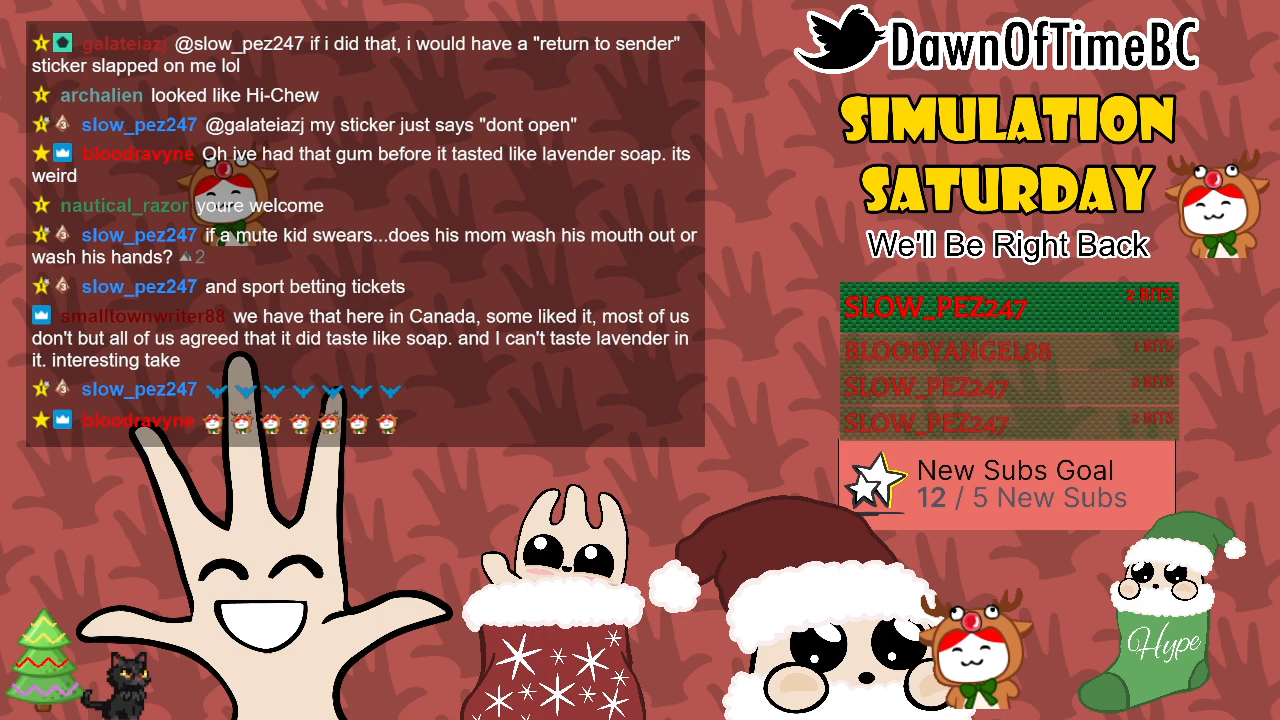 galateiazj @slow_pez247 if i did that, i would have a "return to sender"
sticker slapped on me lol
archalien looked like Hi-Chew
slow_pez247 @galateiazj my sticker just says "dont open"
bloodravyne Oh ive had that gum before it tasted like lavender soap. its
weird
nautical_razor youre welcome
slow_pez247 if a mute kid swears...does his mom wash his mouth out or
wash his hands? 2
slow_pez247 and sport betting tickets
smalltownwriter88 we have that here in Canada, some liked it, most of us
don't but all of us agreed that it did taste like soap. and I can't taste lavender in
it. interesting take
slow_pez247
bloodravyne
DawnOfTimeBC
SIMULATION
SATURDAY
We'll Be Right Back
SLOW_PEZ247 2 BITS
BLOODYANGEL88 1 BITS
SLOW_PEZ247 2 BITS
SLOW_PEZ247 2 BITS
New Subs Goal
12 / 5 New Subs
Hype